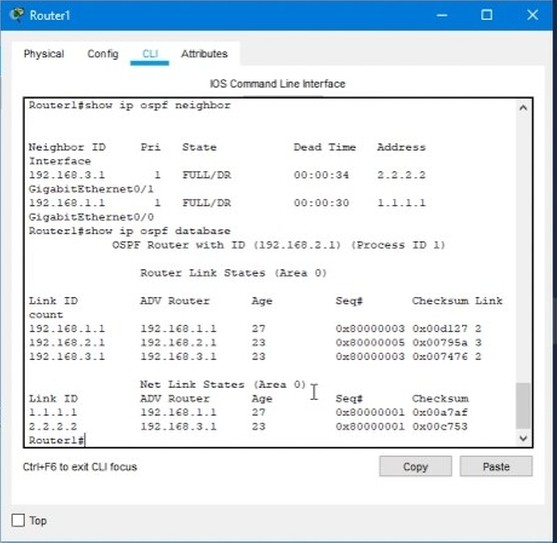 Router1
Physical Config CLI Attributes
IOS Command Line Interface
Router1#show ip ospf neighbor
Neighbor ID Pri State Dead Time Address
Interface
192.168.3.1 1 FULL/DR 00:00:34 2.2.2.2
GigabitEthernet0/1
192.168.1.1 1 FULL/DR 00:00:30 1.1.1.1
GigabitEthernet0/0
Router1#show ip ospf database
OSPF Router with ID (192.168.2.1) (Process ID 1)
Router Link States (Area 0)
Link ID ADV Router Age Seq# Checksum Link
count
192.168.1.1 192.168.1.1 27 0x80000003 0x00d127 2
192.168.2.1 192.168.2.1 23 0x80000005 0x00795a 3
192.168.3.1 192.168.3.1 23 0x80000003 0x007476 2
Net Link States (Area 0)
Link ID ADV Router Age Seq# Checksum
1.1.1.1 192.168.1.1 27 0x80000001 0x00a7af
2.2.2.2 192.168.3.1 23 0x80000001 0x00c753
Router1#
Ctrl+F6 to exit CLI focus
Copy Paste
Top